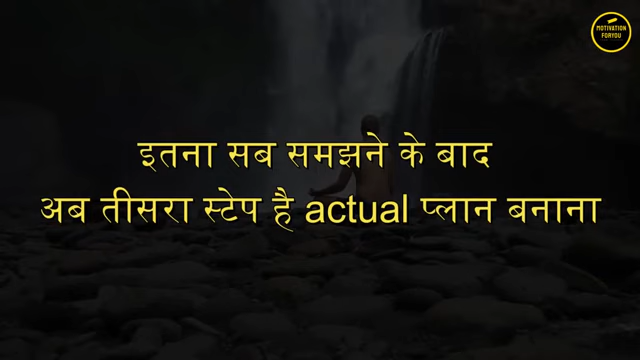 MOTIVATION
FORYOU
इतना सब समझने के बाद
अब तीसरा स्टेप है actual प्लान बनाना